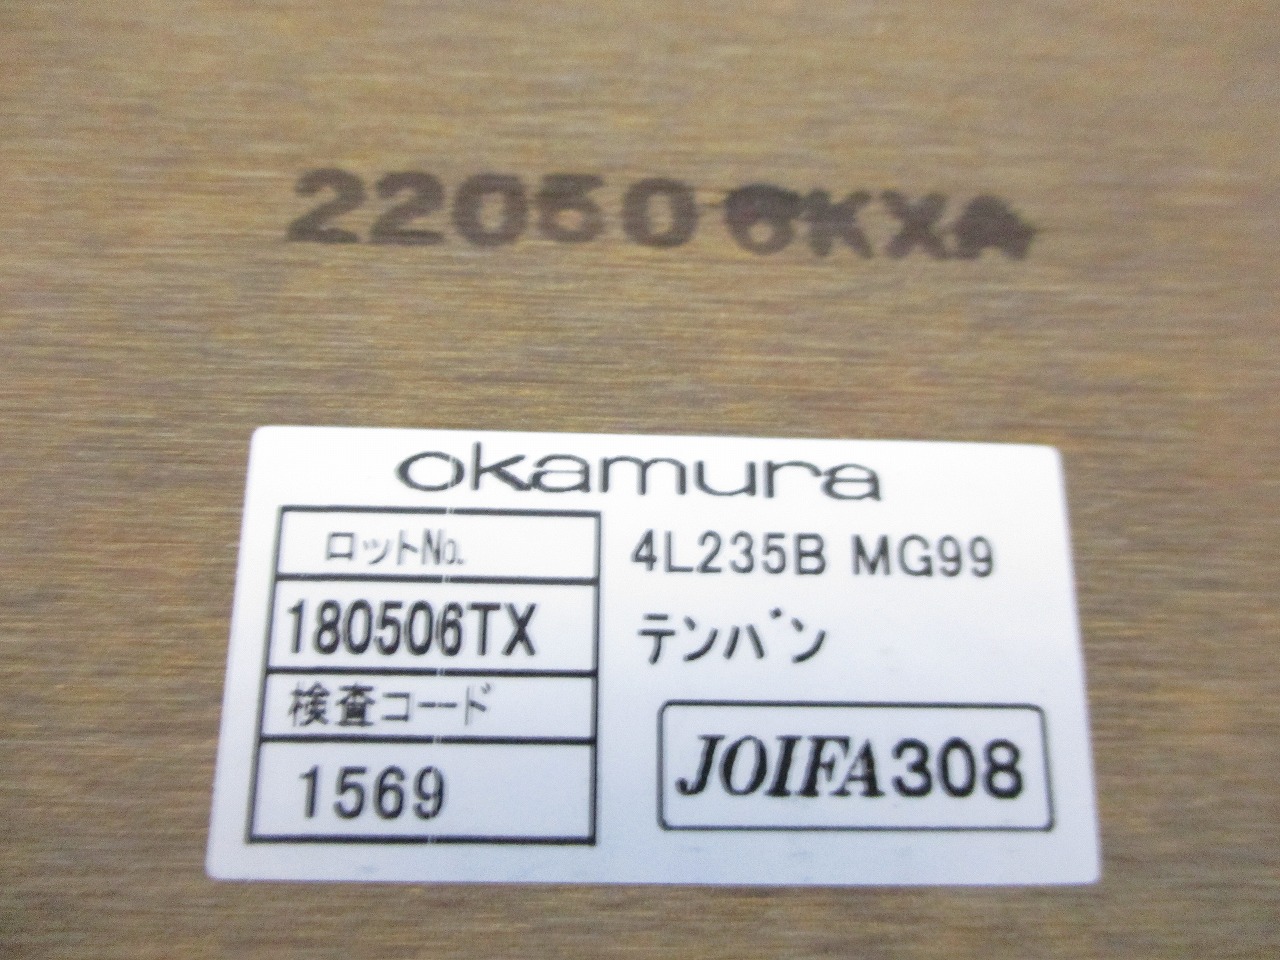 okamura
ロットNo.
180506TX
検査コード
1569
4L235B MG99
テンバン
JOIFA308